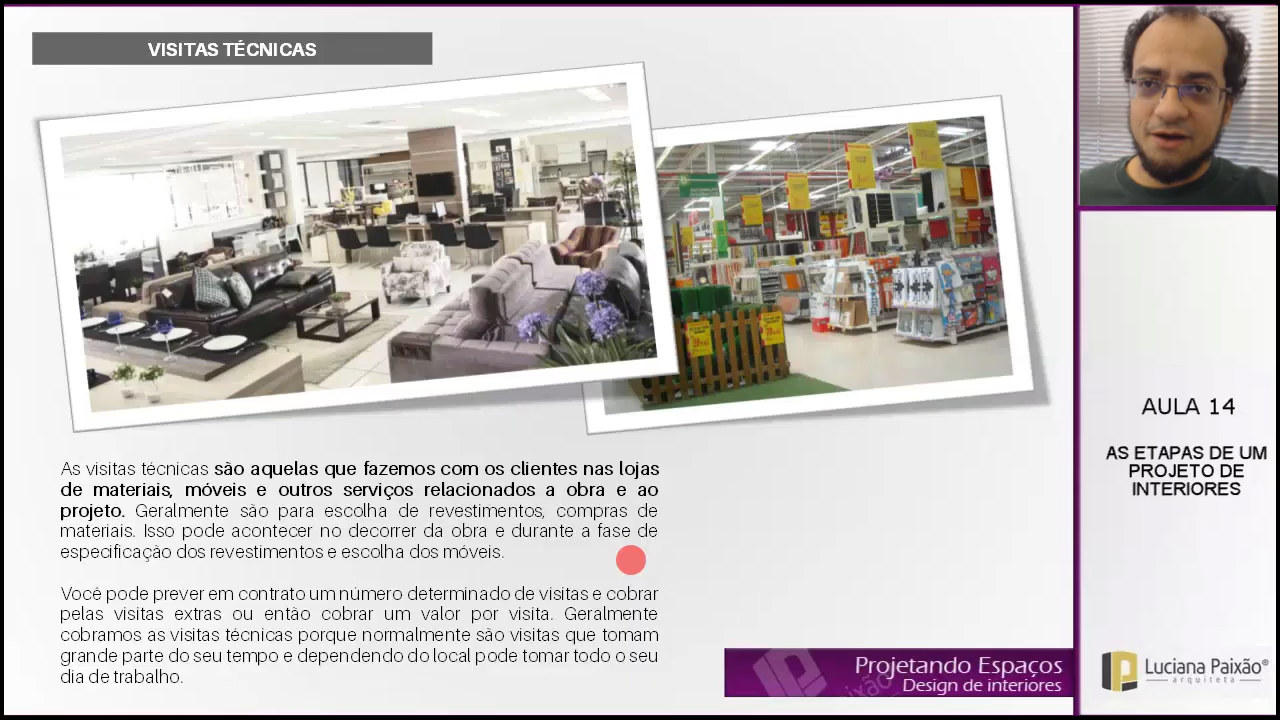 VISITAS TÉCNICAS
As visitas técnicas são aquelas que fazemos com os clientes nas lojas
de materiais, móveis e outros serviços relacionados a obra e ao
projeto. Geralmente são para escolha de revestimentos, compras de
materiais. Isso pode acontecer no decorrer da obra e durante a fase de
especificação dos revestimentos e escolha dos móveis.
Você pode prever em contrato um número determinado de visitas e cobrar
pelas visitas extras ou então cobrar um valor por visita. Geralmente
cobramos as visitas técnicas porque normalmente são visitas que tomam
grande parte do seu tempo e dependendo do local pode tomar todo o seu
dia de trabalho.
Projetando Espaços
Design de interiores
AULA 14
AS ETAPAS DE UM
PROJETO DE
INTERIORES
Luciana Paixão®
arquiteta